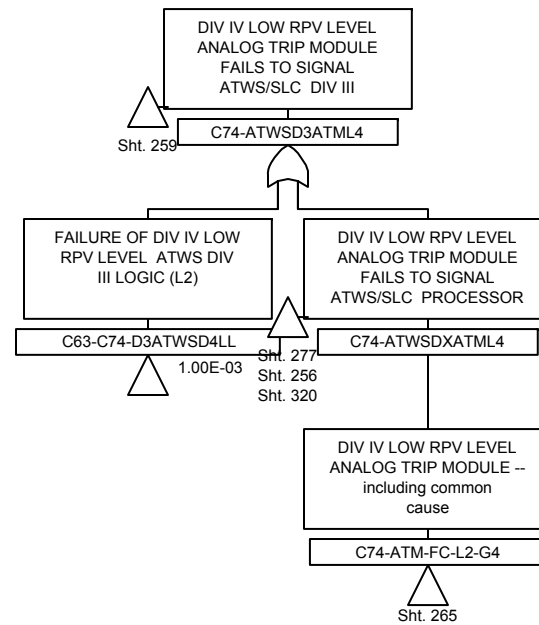 DIV IV LOW RPV LEVEL
ANALOG TRIP MODULE
FAILS TO SIGNAL
ATWS/SLC DIV III
Sht. 259
C74-ATWSD3ATML4
FAILURE OF DIV IV LOW
RPV LEVEL ATWS DIV
III LOGIC (L2)
C63-C74-D3ATWSD4LL
1.00E-03
DIV IV LOW RPV LEVEL
ANALOG TRIP MODULE
FAILS TO SIGNAL
ATWS/SLC PROCESSOR
Sht. 277
Sht. 256
Sht. 320
C74-ATWSDXATML4
DIV IV LOW RPV LEVEL
ANALOG TRIP MODULE --
including common
cause
C74-ATM-FC-L2-G4
Sht. 265